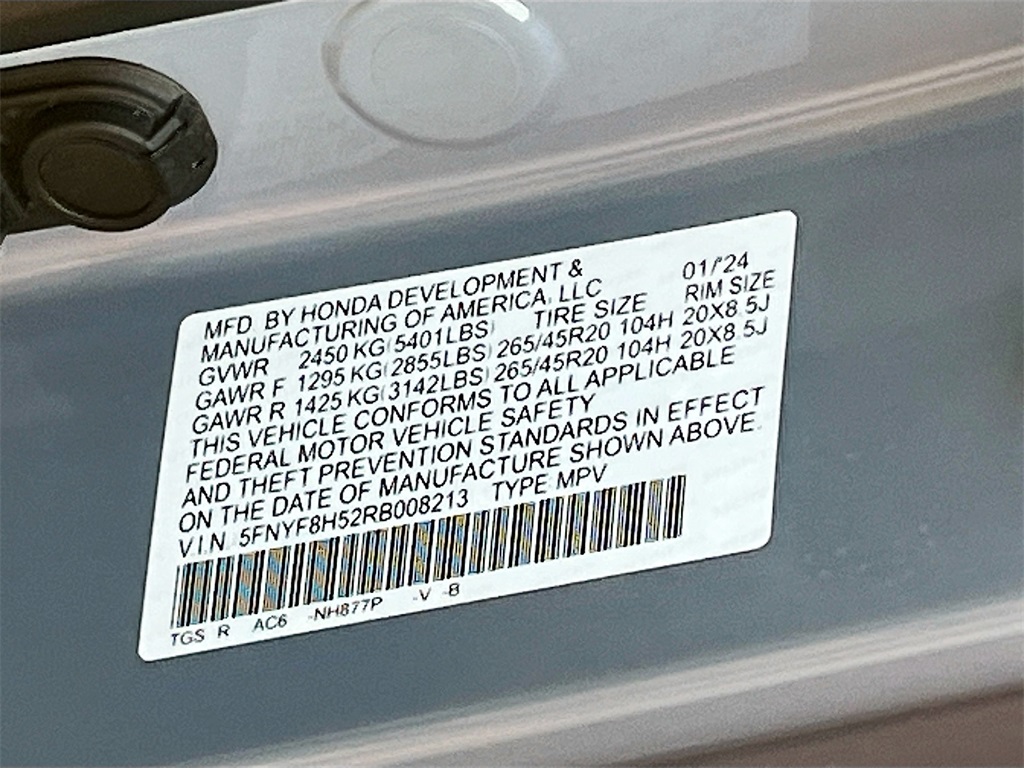 MFD. BY HONDA DEVELOPMENT &
MANUFACTURING OF AMERICA, LLC 01/'24
GVWR 2450 KG(5401LBS) TIRE SIZE RIM SIZE
GAWR F 1295 KG(2855LBS) 265/45R20 104H 20X8.5J
GAWR R 1425 KG(3142LBS) 265/45R20 104H 20X8.5J
THIS VEHICLE CONFORMS TO ALL APPLICABLE
FEDERAL MOTOR VEHICLE SAFETY
AND THEFT PREVENTION STANDARDS IN EFFECT
ON THE DATE OF MANUFACTURE SHOWN ABOVE.
V.I.N. 5FNYF8H52RB008213 TYPE: MPV
TGS R AC6 -NH877P -V -B